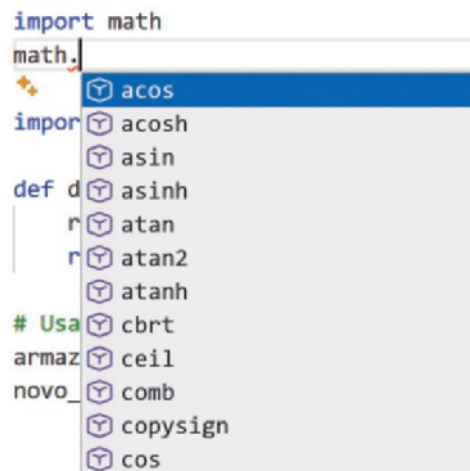 import math
math.
acos
impor
acosh
asin
def d
asinh
r
atan
r
atan2
atanh
# Usa
cbrt
armaz
ceil
novo_
comb
copysign
cos